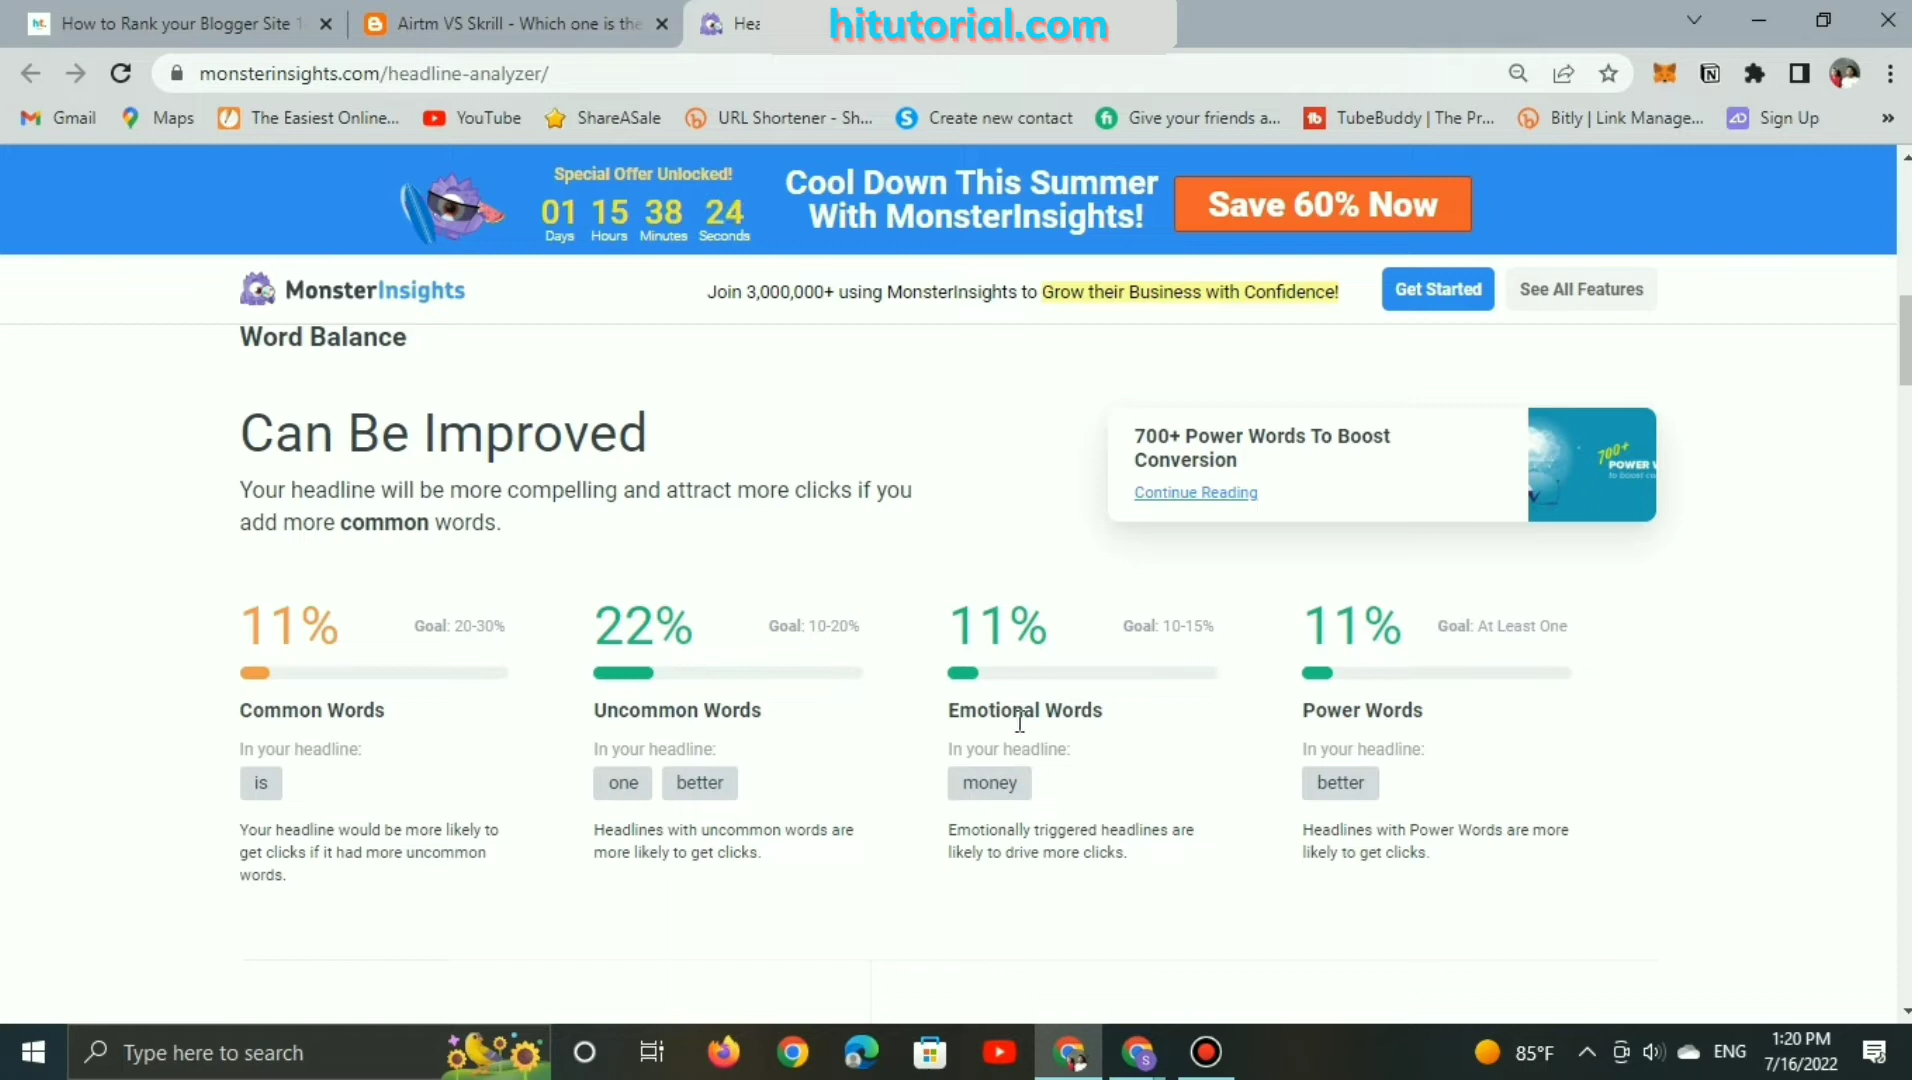 How to Rank your Blogger Site 1
Airtm VS Skrill - Which one is the
Hea
hitutorial.com
monsterinsights.com/headline-analyzer/
Gmail
Maps
The Easiest Online...
YouTube
ShareASale
URL Shortener - Sh...
Create new contact
Give your friends a...
TubeBuddy | The Pr...
Bitly | Link Manage...
Sign Up
»
Special Offer Unlocked!
01 15 38 24
Days Hours Minutes Seconds
Cool Down This Summer
With MonsterInsights!
Save 60% Now
MonsterInsights
Join 3,000,000+ using MonsterInsights to Grow their Business with Confidence!
Get Started
See All Features
Word Balance
Can Be Improved
Your headline will be more compelling and attract more clicks if you
add more common words.
700+ Power Words To Boost
Conversion
Continue Reading
700+
POWER W
to boost co
11%
Goal: 20-30%
Common Words
In your headline:
is
Your headline would be more likely to
get clicks if it had more uncommon
words.
22%
Goal: 10-20%
Uncommon Words
In your headline:
one better
Headlines with uncommon words are
more likely to get clicks.
11%
Goal: 10-15%
Emotional Words
In your headline:
money
Emotionally triggered headlines are
likely to drive more clicks.
11%
Goal: At Least One
Power Words
In your headline:
better
Headlines with Power Words are more
likely to get clicks.
Type here to search
85°F
ENG
1:20 PM
7/16/2022